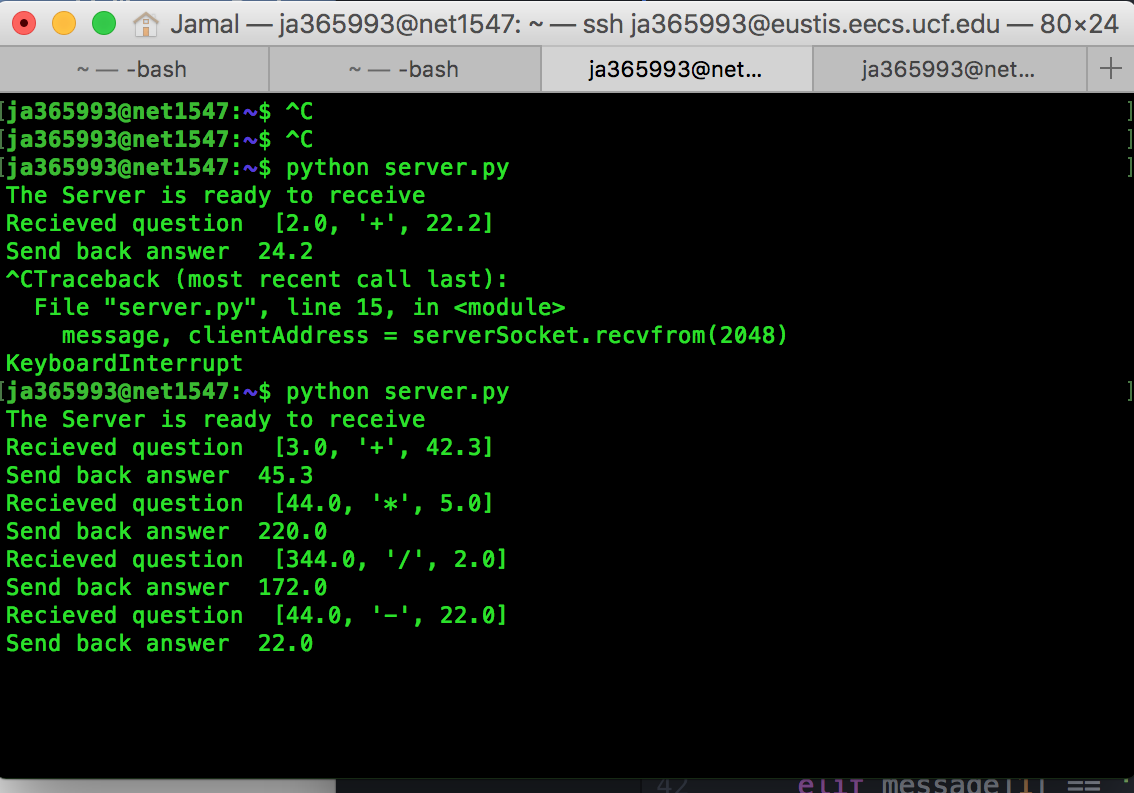 Jamal — ja365993@net1547: ~ — ssh ja365993@eustis.eecs.ucf.edu — 80×24
~ — -bash ~ — -bash ja365993@net... ja365993@net... +
[ja365993@net1547:~$ ^C ]
[ja365993@net1547:~$ ^C ]
[ja365993@net1547:~$ python server.py ]
The Server is ready to receive
Recieved question  [2.0, '+', 22.2]
Send back answer  24.2
^CTraceback (most recent call last):
  File "server.py", line 15, in <module>
    message, clientAddress = serverSocket.recvfrom(2048)
KeyboardInterrupt
[ja365993@net1547:~$ python server.py ]
The Server is ready to receive
Recieved question  [3.0, '+', 42.3]
Send back answer  45.3
Recieved question  [44.0, '*', 5.0]
Send back answer  220.0
Recieved question  [344.0, '/', 2.0]
Send back answer  172.0
Recieved question  [44.0, '-', 22.0]
Send back answer  22.0
42 elif message[1] == '